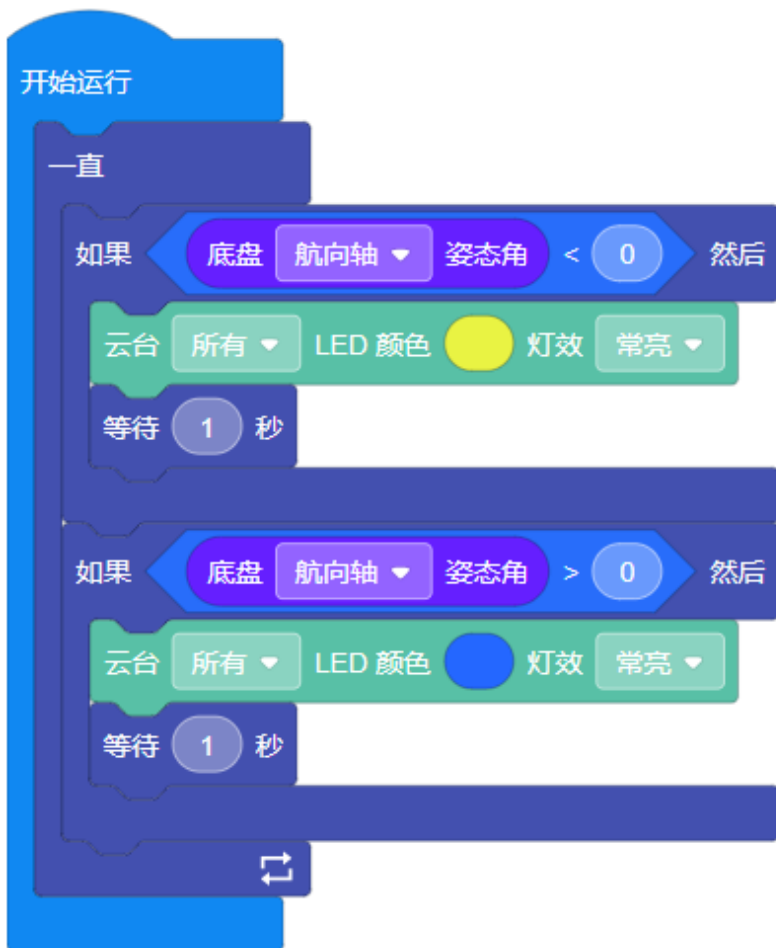 开始运行
一直
如果 底盘 航向轴 姿态角 < 0 然后
云台 所有 LED 颜色 灯效 常亮
等待 1 秒
如果 底盘 航向轴 姿态角 > 0 然后
云台 所有 LED 颜色 灯效 常亮
等待 1 秒